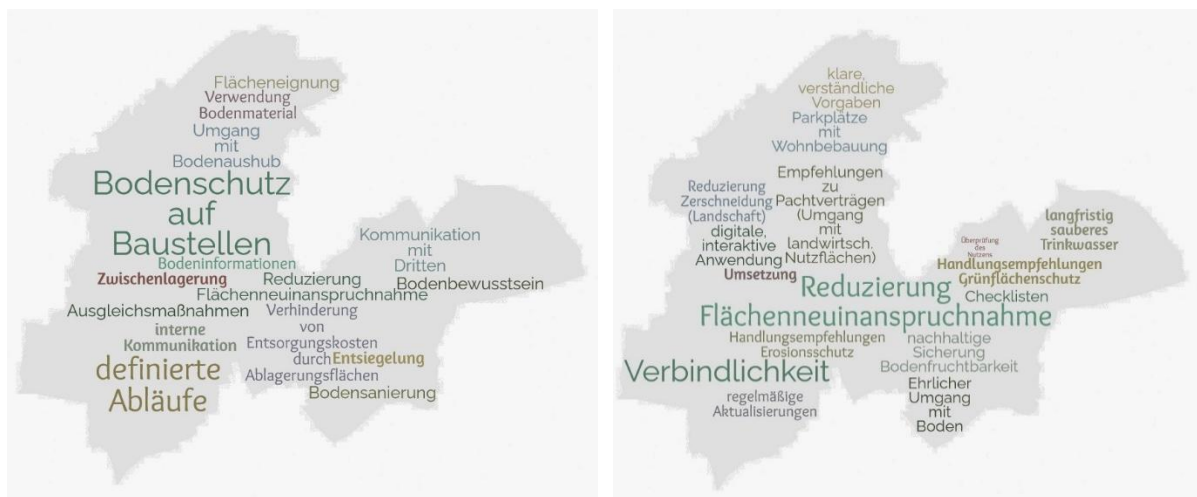 Flächeneignung
Verwendung
Bodenmaterial
Umgang
mit
Bodenaushub
Bodenschutz
auf
Baustellen
Kommunikation
mit
Dritten
Bodeninformationen
Zwischenlagerung
Reduzierung
Flächenneuinanspruchnahme
Bodenbewusstsein
Ausgleichsmaßnahmen
Verhinderung
von
Entsorgungskosten
durch
Ablagerungsflächen
interne
Kommunikation
Entsiegelung
definierte
Abläufe
Bodensanierung
klare,
verständliche
Vorgaben
Parkplätze
mit
Wohnbebauung
Empfehlungen
zu
Pachtverträgen
(Umgang
mit
landwirtsch.
Nutzflächen)
Reduzierung
Zerschneidung
(Landschaft)
digitale,
interaktive
Anwendung
Umsetzung
langfristig
sauberes
Trinkwasser
Überprüfung
des
Nutzens
Handlungsempfehlungen
Grünflächenschutz
Checklisten
Reduzierung
Flächenneuinanspruchnahme
Handlungsempfehlungen
Erosionsschutz
nachhaltige
Sicherung
Bodenfruchtbarkeit
Verbindlichkeit
Ehrlicher
Umgang
mit
Boden
regelmäßige
Aktualisierungen